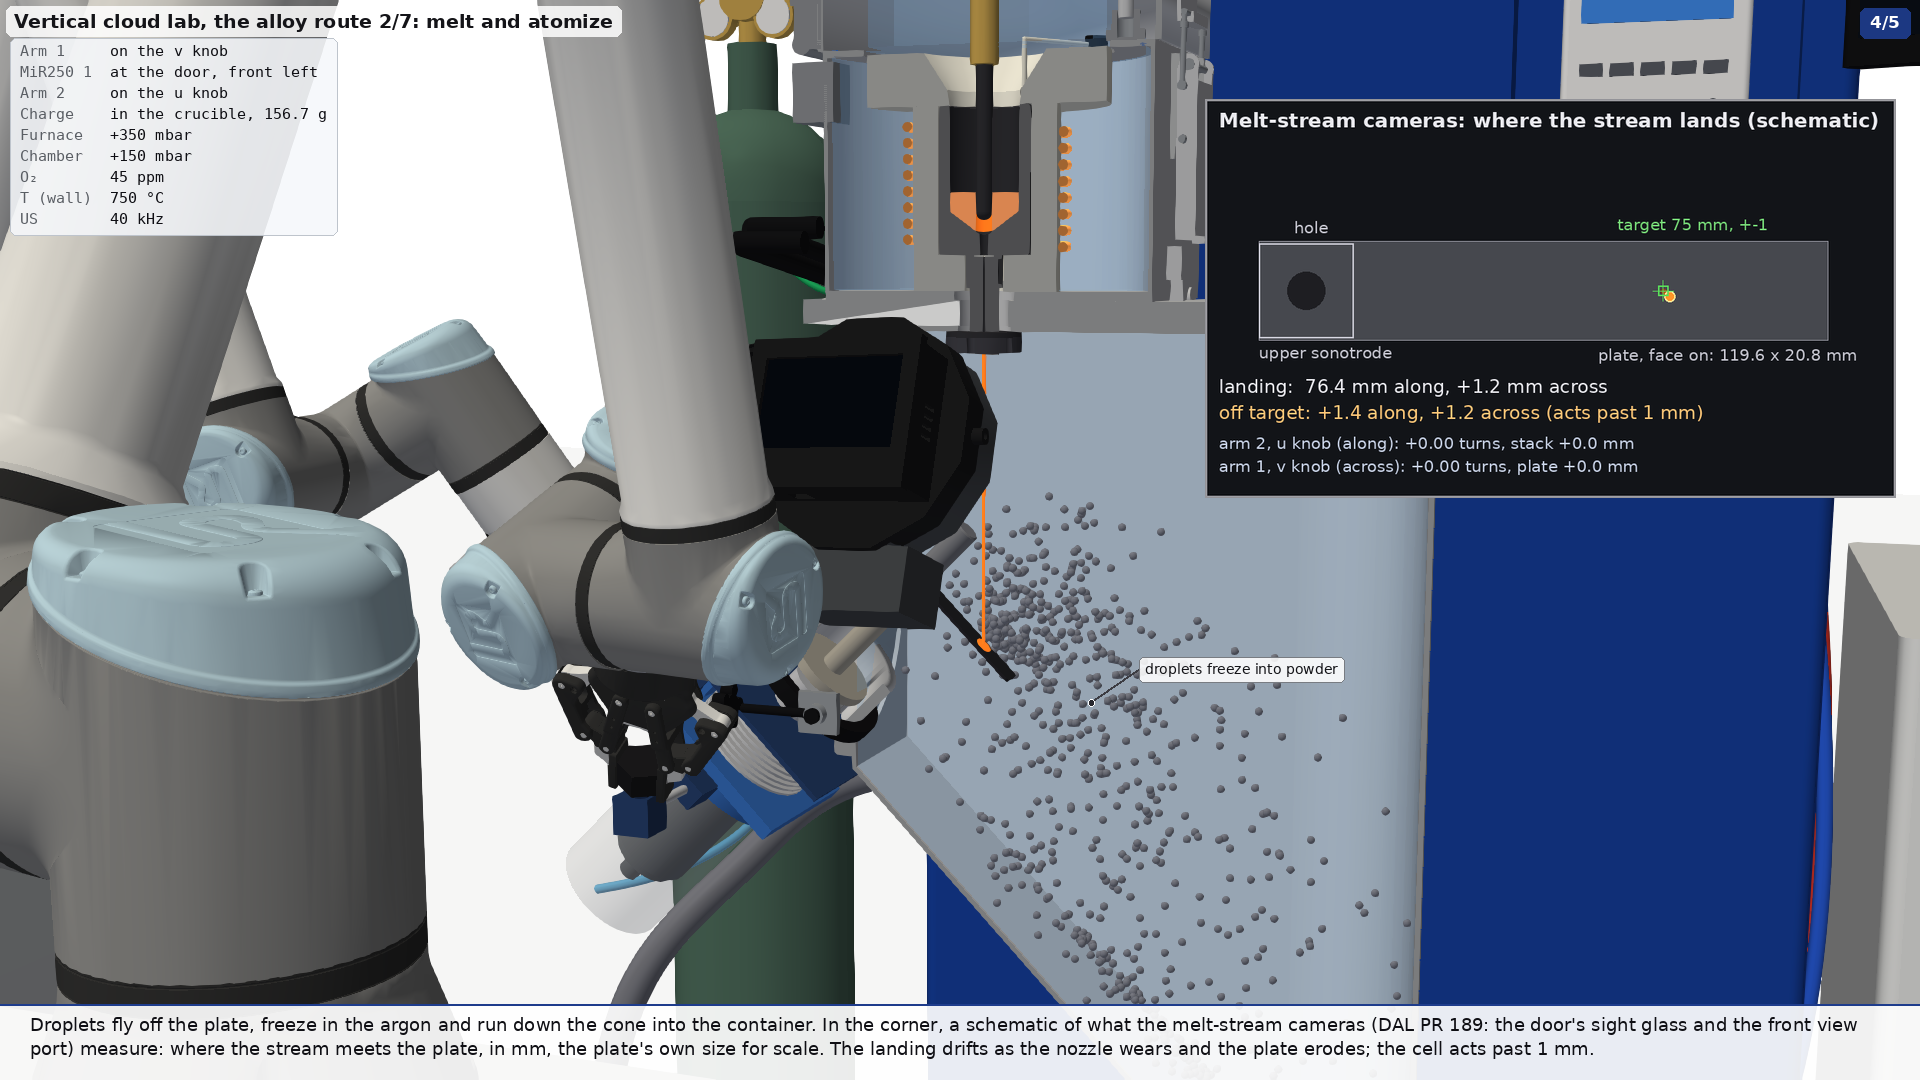 Vertical cloud lab, the alloy route 2/7: melt and atomize
4/5
Arm 1 on the v knob
MiR250 1 at the door, front left
Arm 2 on the u knob
Charge in the crucible, 156.7 g
Furnace +350 mbar
Chamber +150 mbar
O₂ 45 ppm
T (wall) 750 °C
US 40 kHz
Melt-stream cameras: where the stream lands (schematic)
hole
target 75 mm, +-1
upper sonotrode
plate, face on: 119.6 x 20.8 mm
landing: 76.4 mm along, +1.2 mm across
off target: +1.4 along, +1.2 across (acts past 1 mm)
arm 2, u knob (along): +0.00 turns, stack +0.0 mm
arm 1, v knob (across): +0.00 turns, plate +0.0 mm
droplets freeze into powder
Droplets fly off the plate, freeze in the argon and run down the cone into the container. In the corner, a schematic of what the melt-stream cameras (DAL PR 189: the door's sight glass and the front view
port) measure: where the stream meets the plate, in mm, the plate's own size for scale. The landing drifts as the nozzle wears and the plate erodes; the cell acts past 1 mm.